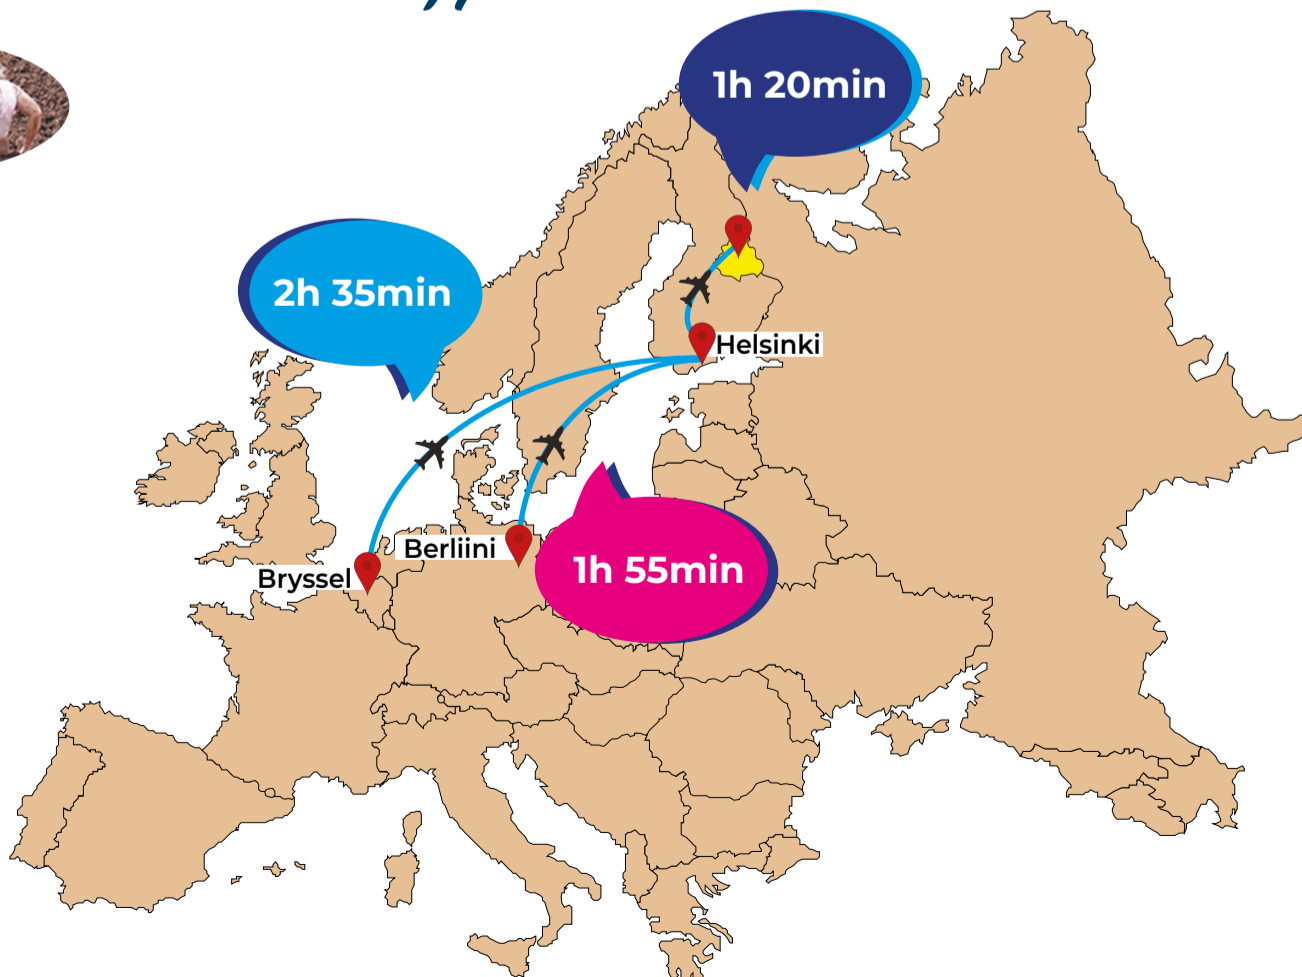 1h 20min
2h 35min
Helsinki
Berliini
1h 55min
Bryssel